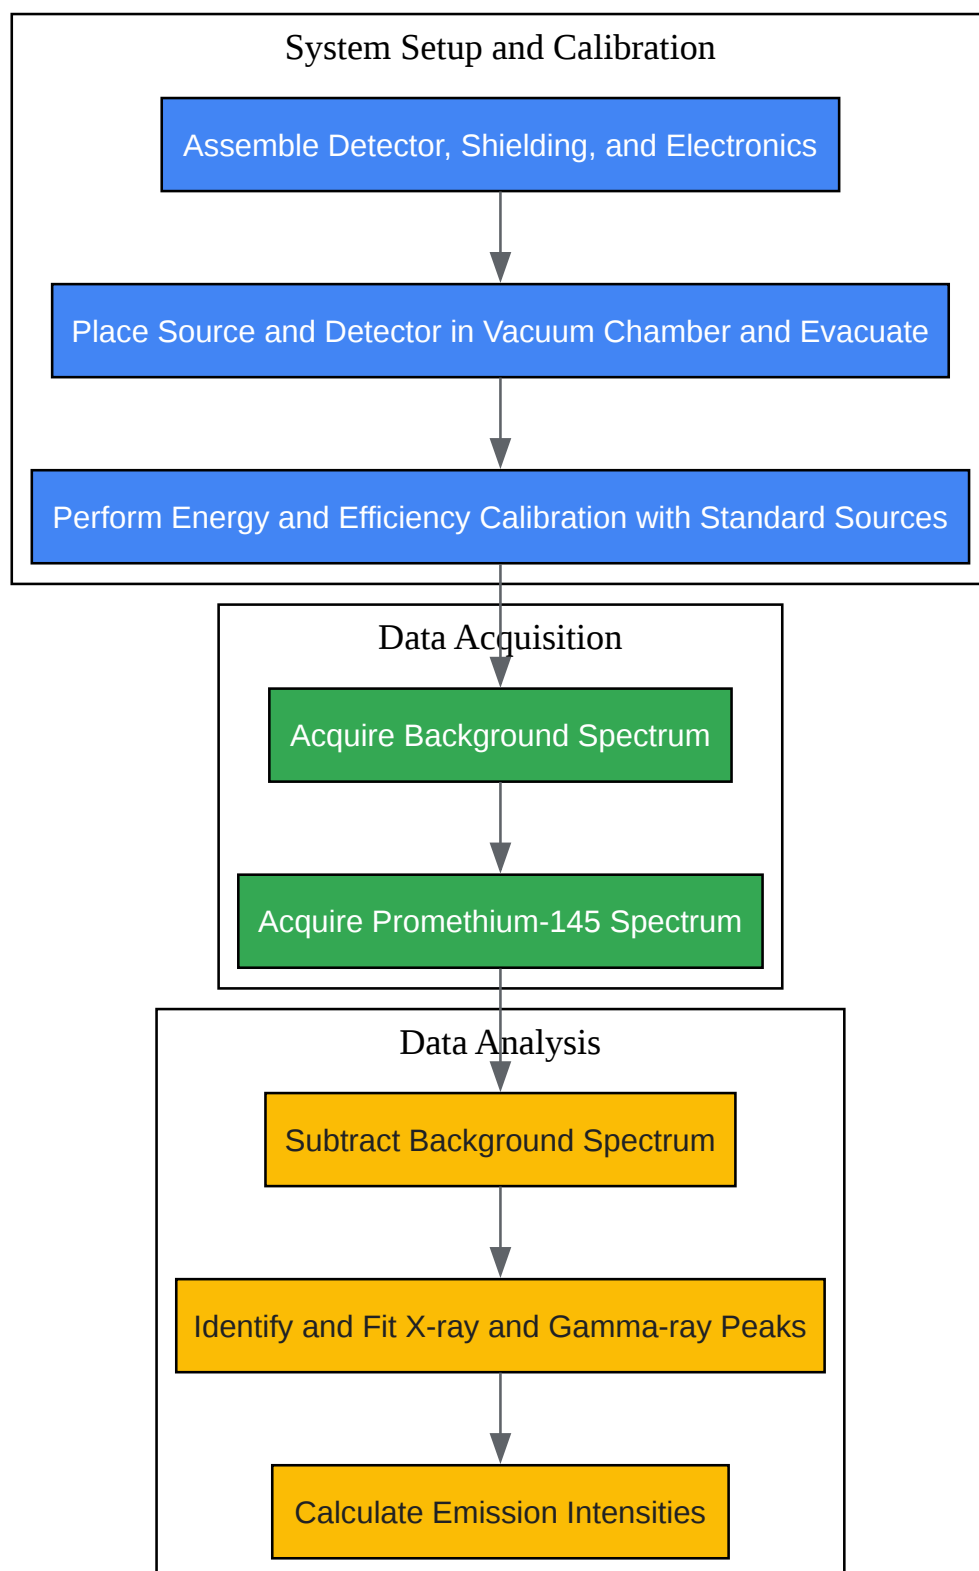 System Setup and Calibration
Assemble Detector, Shielding, and Electronics
Place Source and Detector in Vacuum Chamber and Evacuate
Perform Energy and Efficiency Calibration with Standard Sources
Data Acquisition
Acquire Background Spectrum
Acquire Promethium-145 Spectrum
Data Analysis
Subtract Background Spectrum
Identify and Fit X-ray and Gamma-ray Peaks
Calculate Emission Intensities